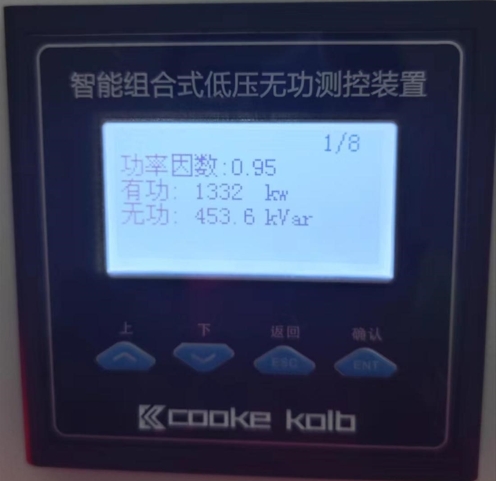 智能组合式低压无功测控装置
1/8
功率因数:0.95
有功: 1332 kw
无功: 453.6 kVar
上 下 返回 确认
ESC ENT
cooke kolb